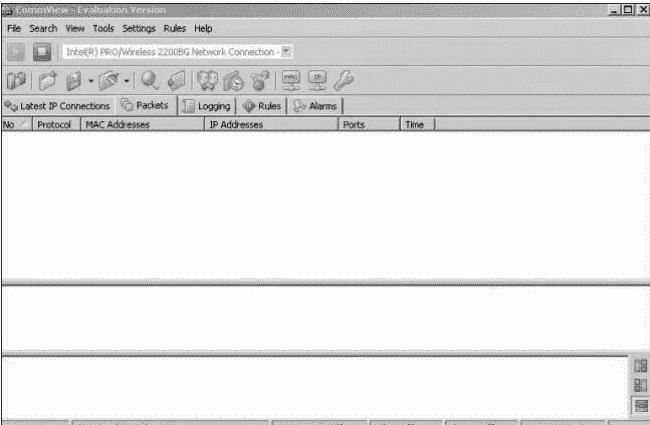 CommView - Evaluation Version
File Search View Tools Settings Rules Help
Intel(R) PRO/Wireless 2200BG Network Connection -
MAC IP
Latest IP Connections Packets Logging Rules Alarms
No Protocol MAC Addresses IP Addresses Ports Time